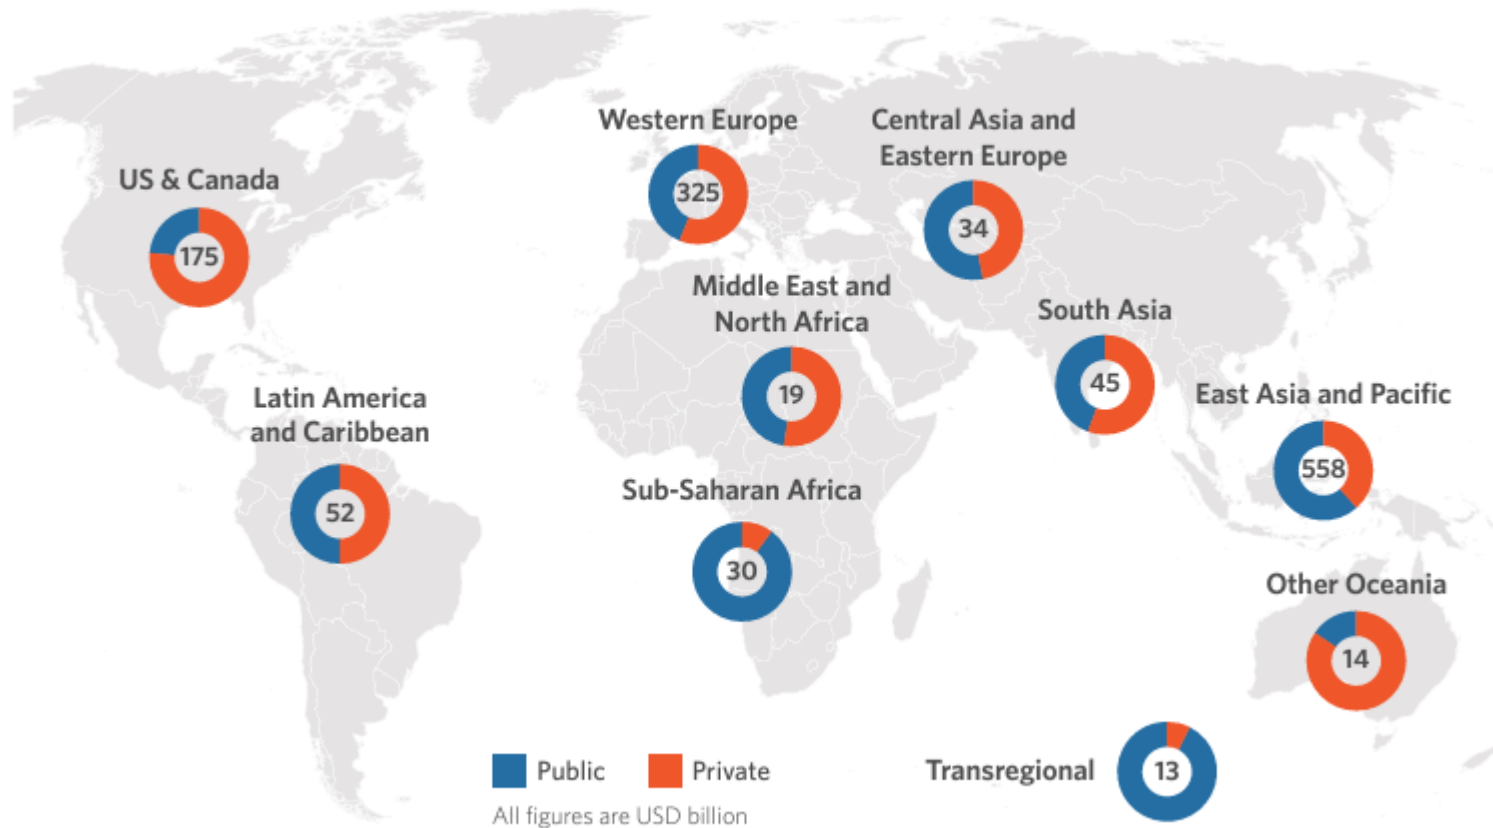 Western Europe
325
Central Asia and
Eastern Europe
34
US & Canada
175
Middle East and
North Africa
19
South Asia
45
Latin America
and Caribbean
52
East Asia and Pacific
558
Sub-Saharan Africa
30
Other Oceania
14
Transregional
13
Public
Private
All figures are USD billion